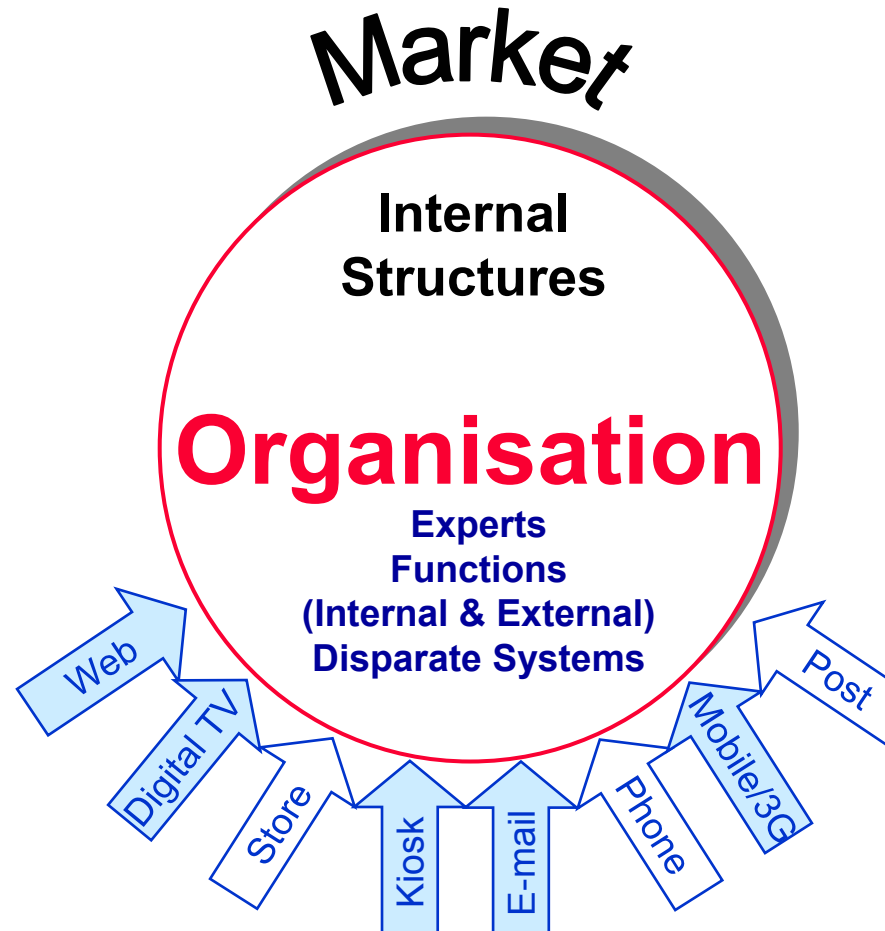 Market
Internal
Structures
Organisation
Experts
Functions
(Internal & External)
Disparate Systems
Web
Digital TV
Store
Kiosk
E-mail
Phone
Mobile/3G
Post